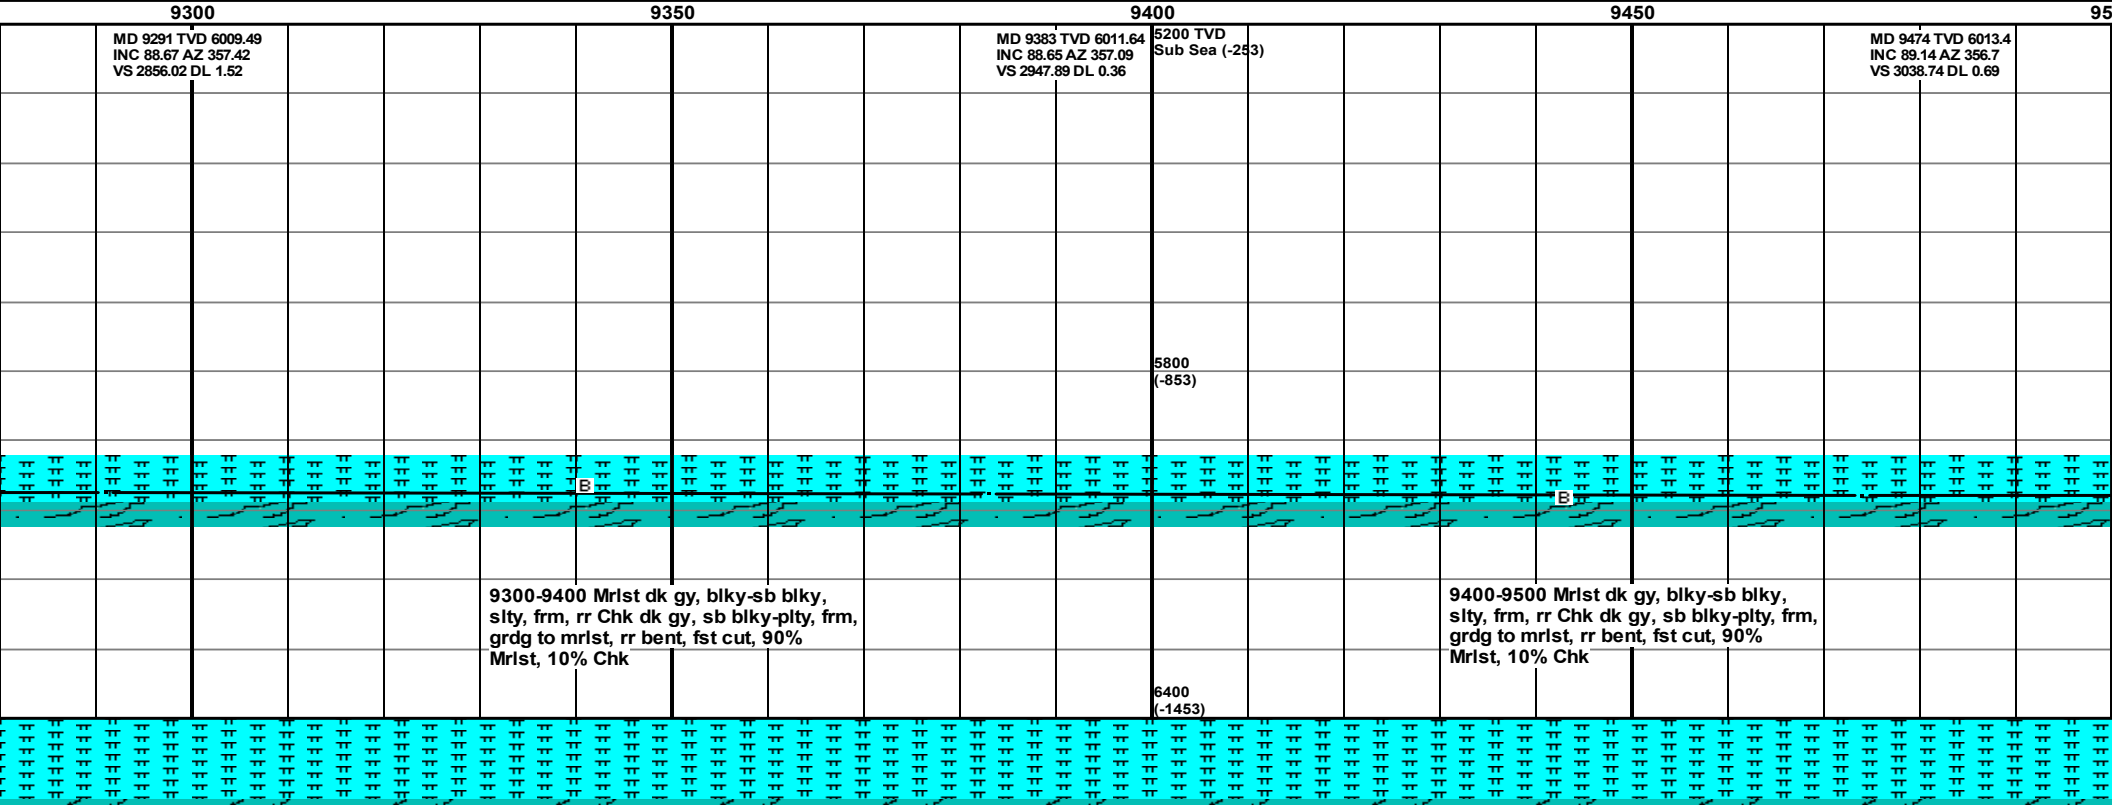 9300
9350
9400
9450
95
MD 9291 TVD 6009.49
INC 88.67 AZ 357.42
VS 2856.02 DL 1.52
MD 9383 TVD 6011.64
INC 88.65 AZ 357.09
VS 2947.89 DL 0.36
5200 TVD
Sub Sea (-253)
MD 9474 TVD 6013.4
INC 89.14 AZ 356.7
VS 3038.74 DL 0.69
5800
(-853)
B
B
9300-9400 Mrlst dk gy, blky-sb blky,
slty, frm, rr Chk dk gy, sb blky-plty, frm,
grdg to mrlst, rr bent, fst cut, 90%
Mrlst, 10% Chk
9400-9500 Mrlst dk gy, blky-sb blky,
slty, frm, rr Chk dk gy, sb blky-plty, frm,
grdg to mrlst, rr bent, fst cut, 90%
Mrlst, 10% Chk
6400
(-1453)